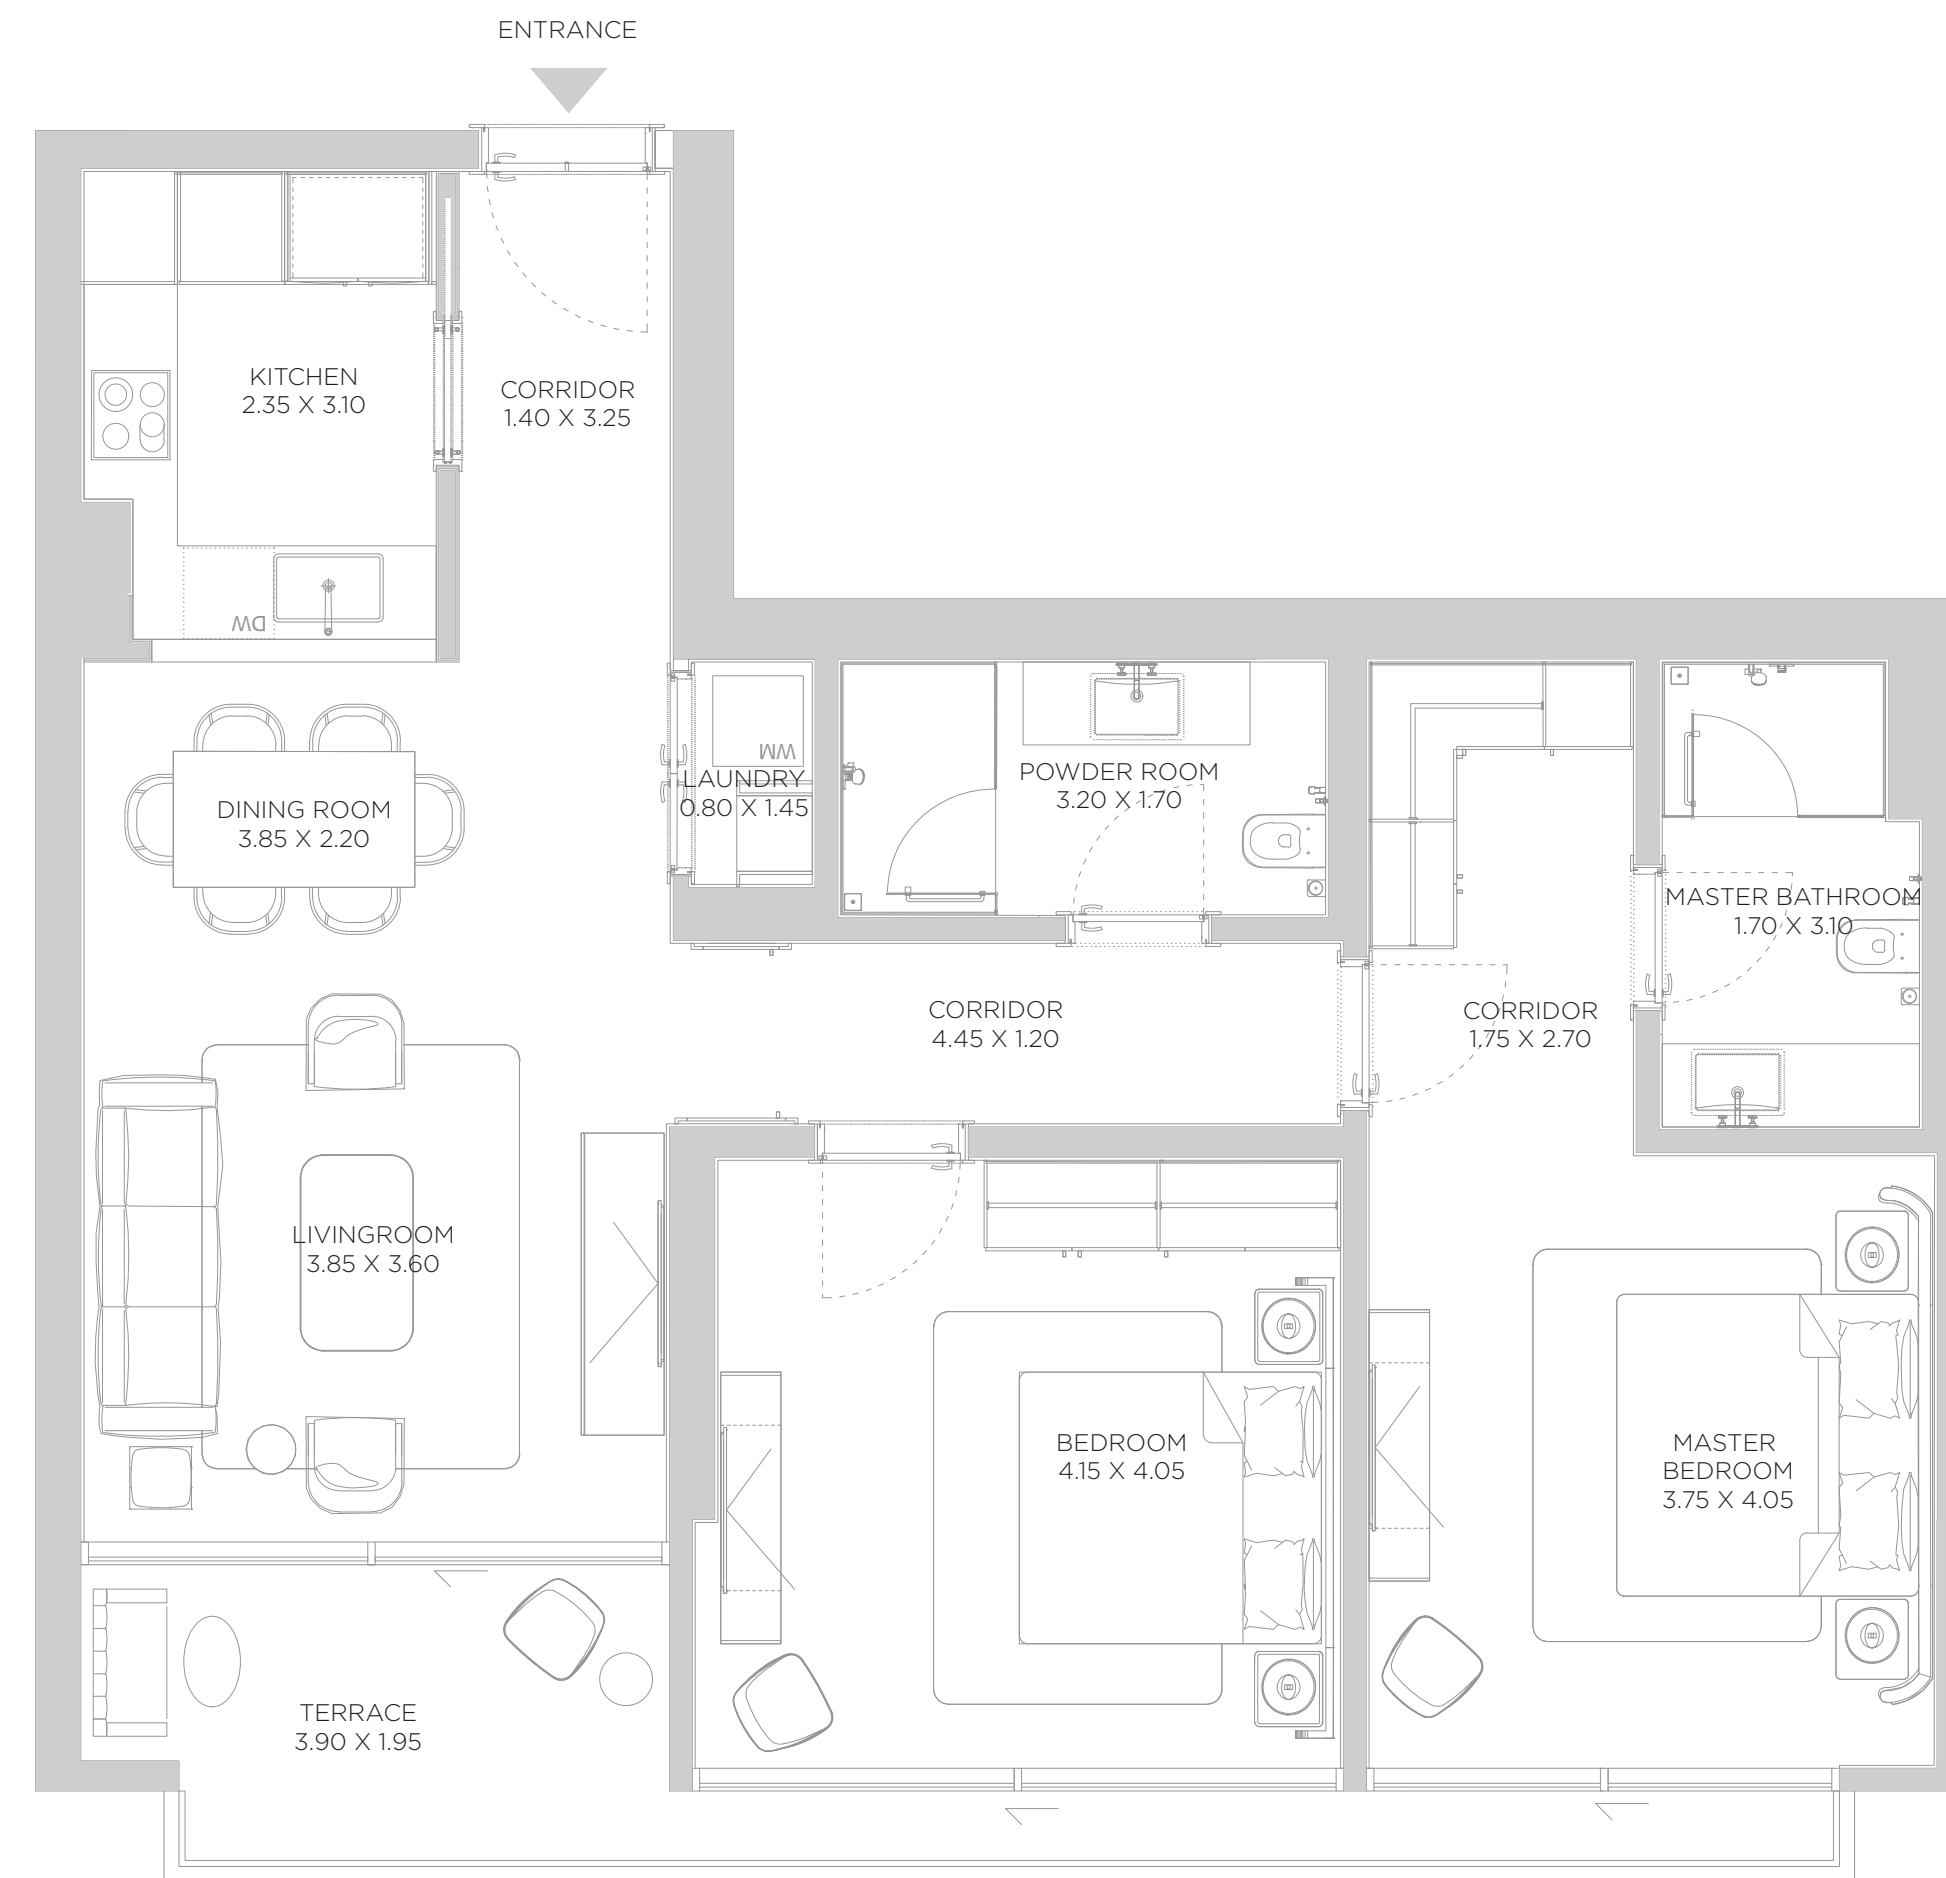 ENTRANCE
KITCHEN
2.35 X 3.10
CORRIDOR
1.40 X 3.25
DW
WM
LAUNDRY
0.80 X 1.45
POWDER ROOM
3.20 X 1.70
DINING ROOM
3.85 X 2.20
MASTER BATHROOM
1.70 X 3.10
CORRIDOR
4.45 X 1.20
CORRIDOR
1.75 X 2.70
LIVINGROOM
3.85 X 3.60
BEDROOM
4.15 X 4.05
MASTER
BEDROOM
3.75 X 4.05
TERRACE
3.90 X 1.95